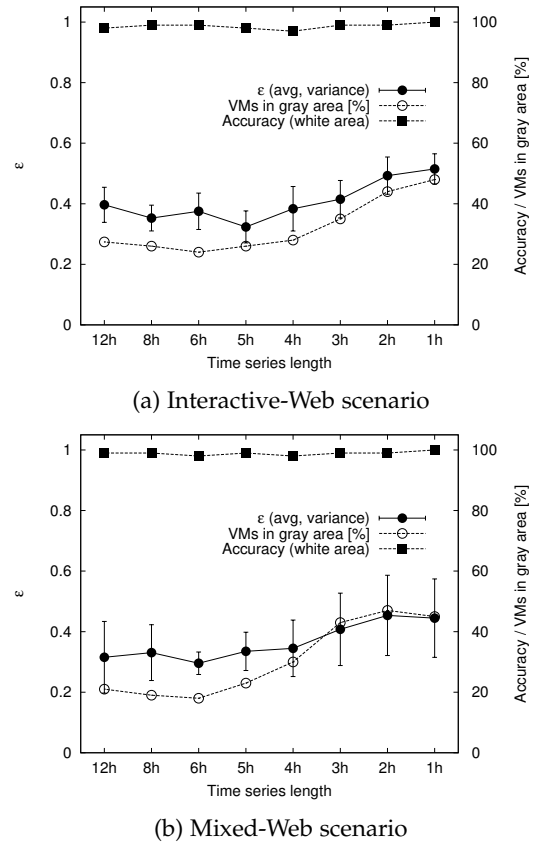 1
0.8
0.6
0.4
0.2
0
ε
100
80
60
40
20
0
Accuracy / VMs in gray area [%]
ε (avg, variance)
VMs in gray area [%]
Accuracy (white area)
12h 8h 6h 5h 4h 3h 2h 1h
Time series length
(a) Interactive-Web scenario
1
0.8
0.6
0.4
0.2
0
ε
100
80
60
40
20
0
Accuracy / VMs in gray area [%]
ε (avg, variance)
VMs in gray area [%]
Accuracy (white area)
12h 8h 6h 5h 4h 3h 2h 1h
Time series length
(b) Mixed-Web scenario